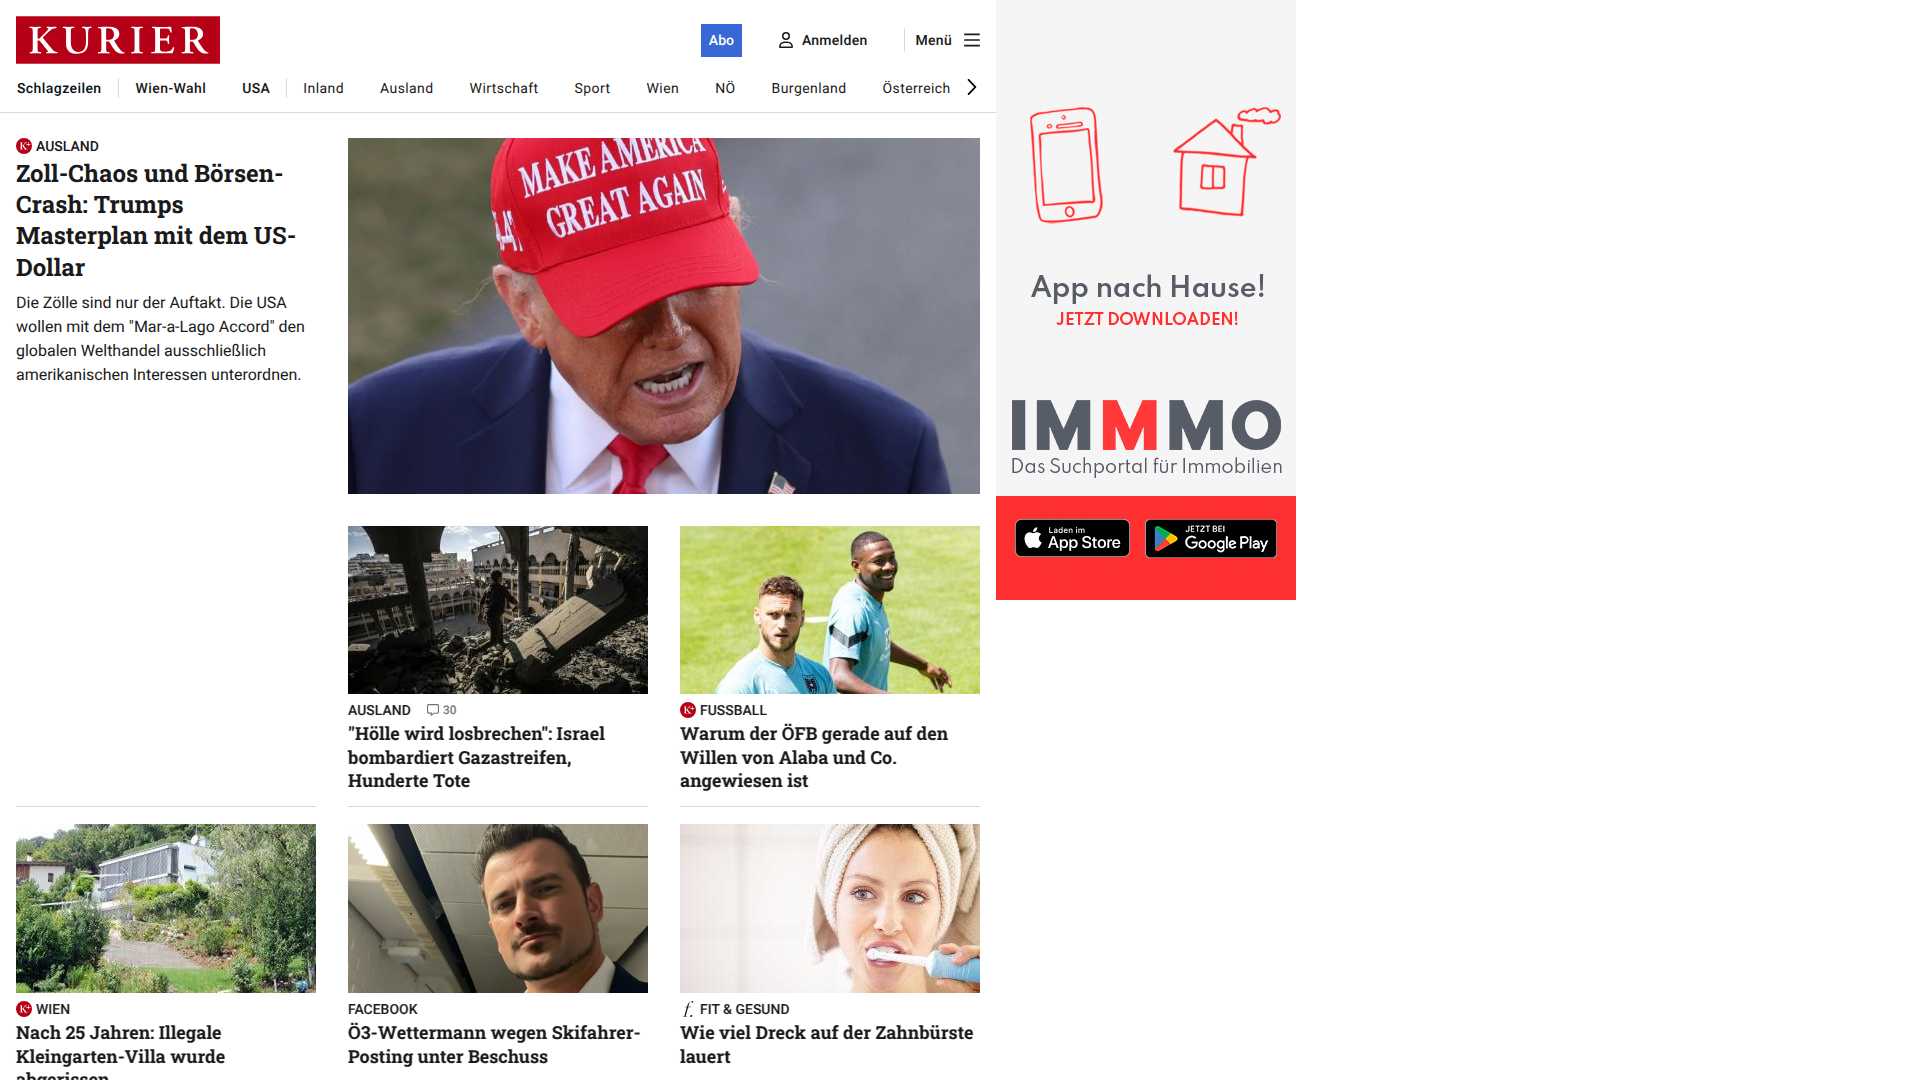 KURIER
Abo
Anmelden
Menü
Schlagzeilen
Wien-Wahl
USA
Inland
Ausland
Wirtschaft
Sport
Wien
NÖ
Burgenland
Österreich
K+ AUSLAND
Zoll-Chaos und Börsen-
Crash: Trumps
Masterplan mit dem US-
Dollar
Die Zölle sind nur der Auftakt. Die USA
wollen mit dem "Mar-a-Lago Accord" den
globalen Welthandel ausschließlich
amerikanischen Interessen unterordnen.
MAKE AMERICA
GREAT AGAIN
App nach Hause!
JETZT DOWNLOADEN!
IMMMO
Das Suchportal für Immobilien
Laden im
App Store
JETZT BEI
Google Play
AUSLAND 30
"Hölle wird losbrechen": Israel
bombardiert Gazastreifen,
Hunderte Tote
K+ FUSSBALL
Warum der ÖFB gerade auf den
Willen von Alaba und Co.
angewiesen ist
K+ WIEN
Nach 25 Jahren: Illegale
Kleingarten-Villa wurde
abgerissen
FACEBOOK
Ö3-Wettermann wegen Skifahrer-
Posting unter Beschuss
f. FIT & GESUND
Wie viel Dreck auf der Zahnbürste
lauert